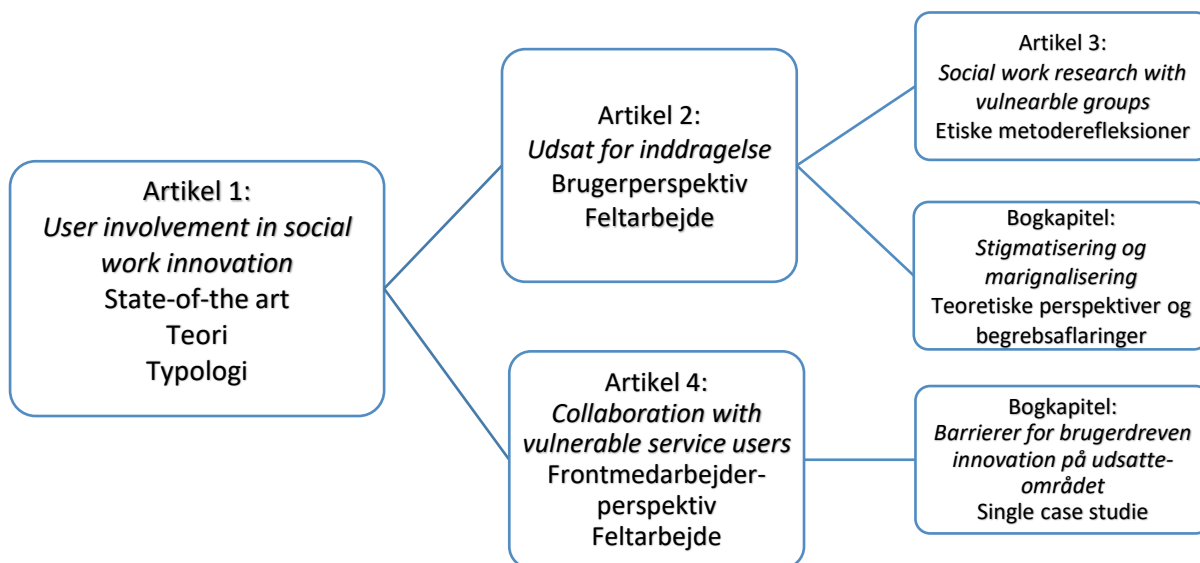 Artikel 1:
User involvement in social
work innovation
State-of-the art
Teori
Typologi
Artikel 2:
Udsat for inddragelse
Brugerperspektiv
Feltarbejde
Artikel 4:
Collaboration with
vulnerable service users
Frontmedarbejder-
perspektiv
Feltarbejde
Artikel 3:
Social work research with
vulnearble groups
Etiske metoderefleksioner
Bogkapitel:
Stigmatisering og
marignalisering
Teoretiske perspektiver og
begrebsaflaringer
Bogkapitel:
Barrierer for brugerdreven
innovation på udsatte-
området
Single case studie